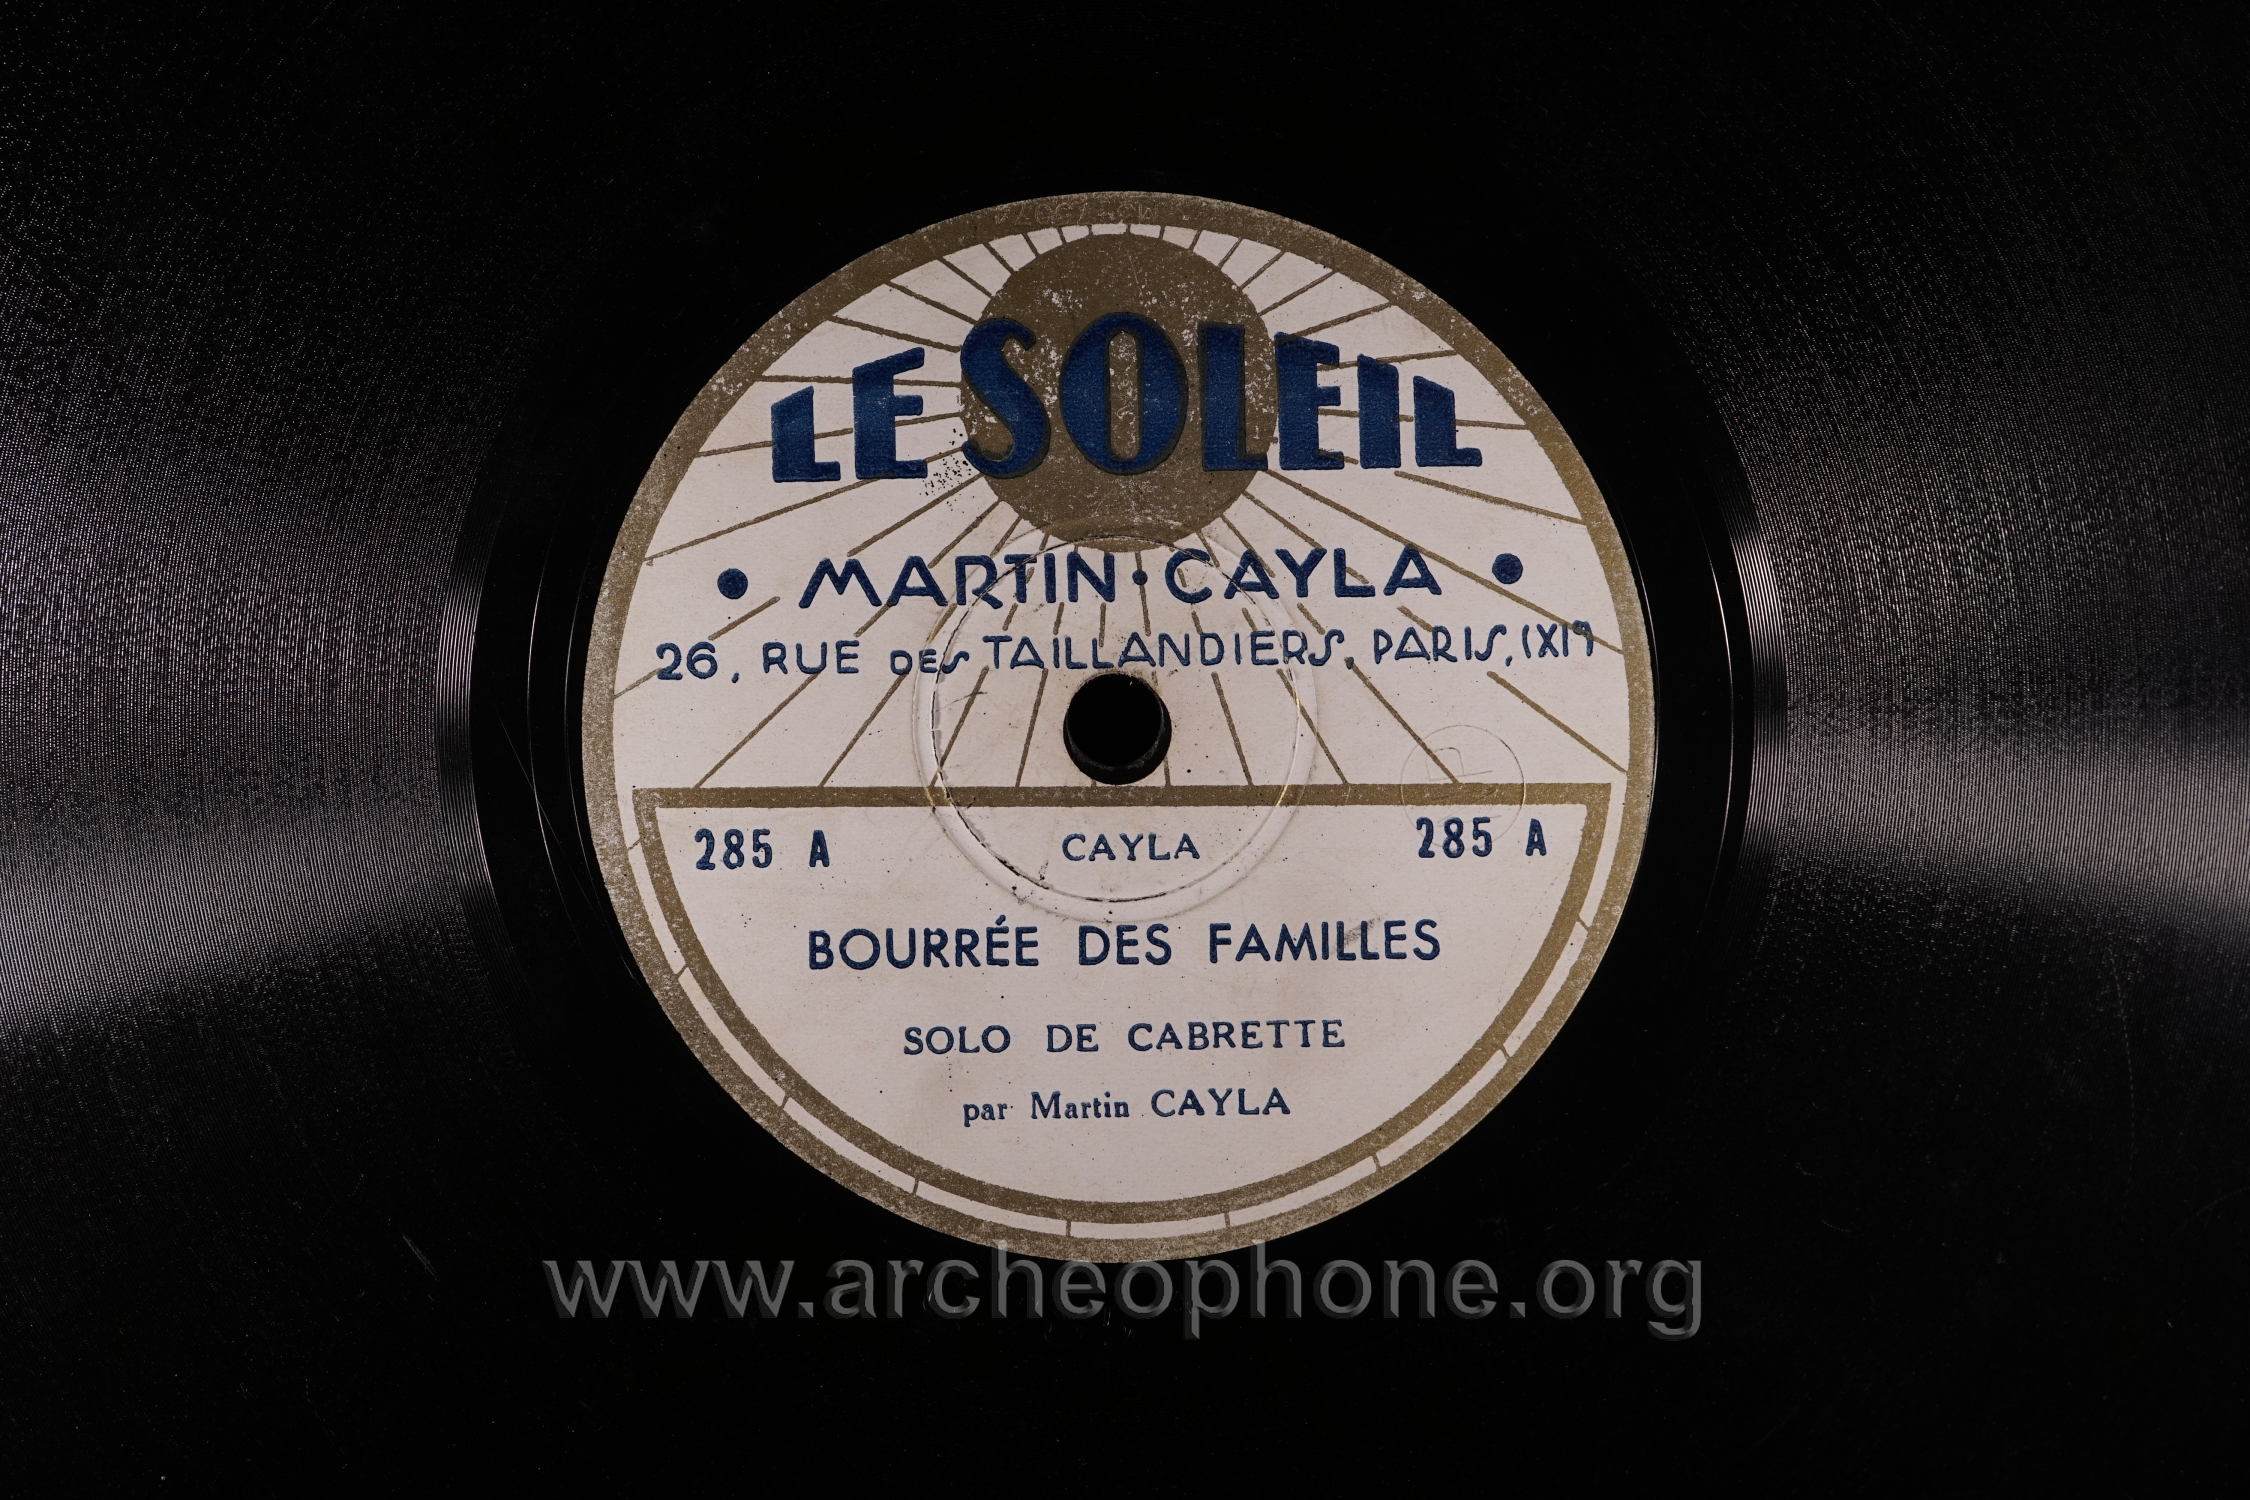 LE SOLEIL
• MARTIN · CAYLA •
26, RUE DES TAILLANDIERS, PARIS, (XIᵉ)
285 A CAYLA 285 A
BOURRÉE DES FAMILLES
SOLO DE CABRETTE
par Martin CAYLA
www.archeophone.org